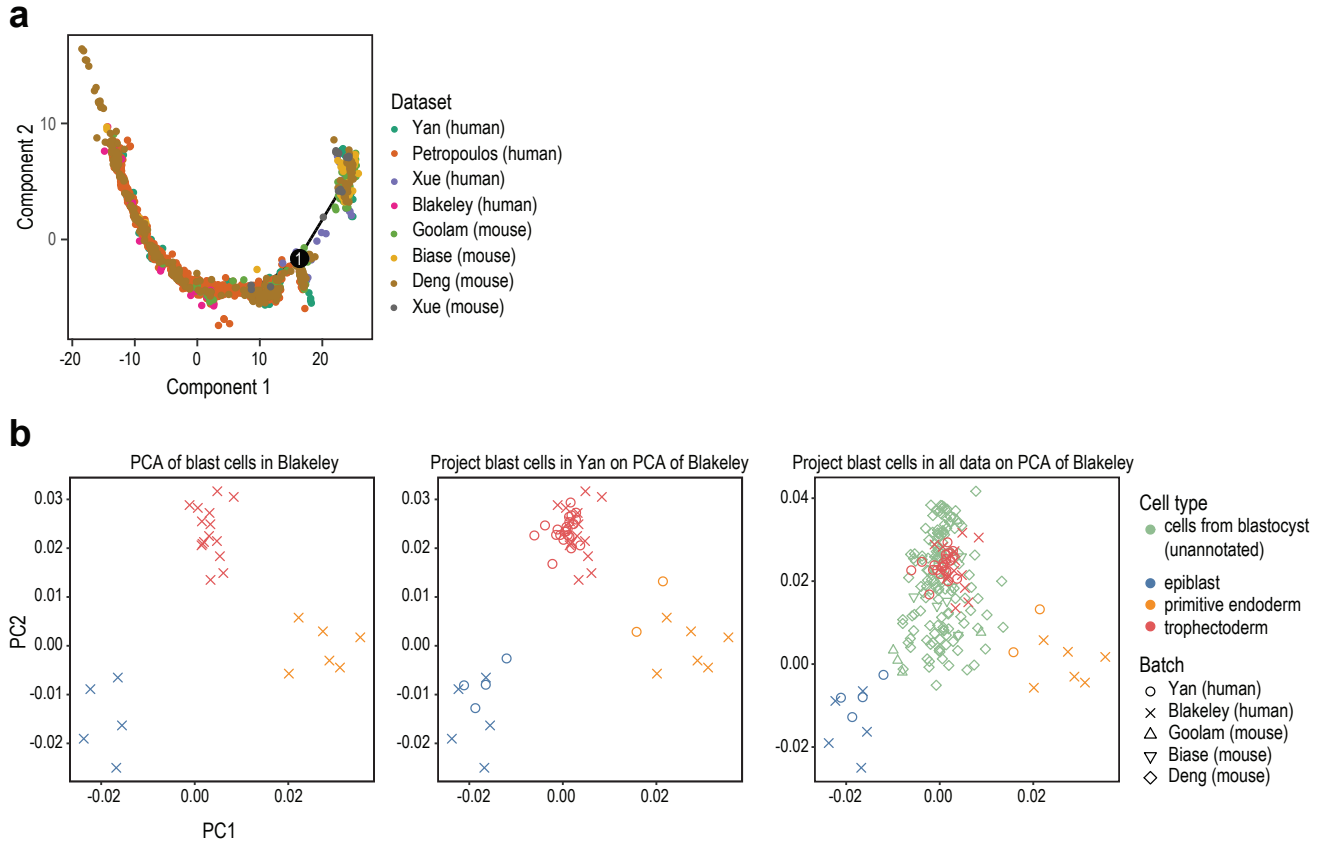 a
10
0
Component 2
-20
-10
0
10
20
Component 1
1
Dataset
Yan (human)
Petropoulos (human)
Xue (human)
Blakeley (human)
Goolam (mouse)
Biase (mouse)
Deng (mouse)
Xue (mouse)
b
PCA of blast cells in Blakeley
0.03
0.02
0.01
0.00
-0.01
-0.02
PC2
-0.02
0.00
0.02
PC1
Project blast cells in Yan on PCA of Blakeley
0.03
0.02
0.01
0.00
-0.01
-0.02
-0.02
0.00
0.02
Project blast cells in all data on PCA of Blakeley
0.04
0.02
0.00
-0.02
-0.02
0.00
0.02
Cell type
cells from blastocyst
(unannotated)
epiblast
primitive endoderm
trophectoderm
Batch
Yan (human)
Blakeley (human)
Goolam (mouse)
Biase (mouse)
Deng (mouse)